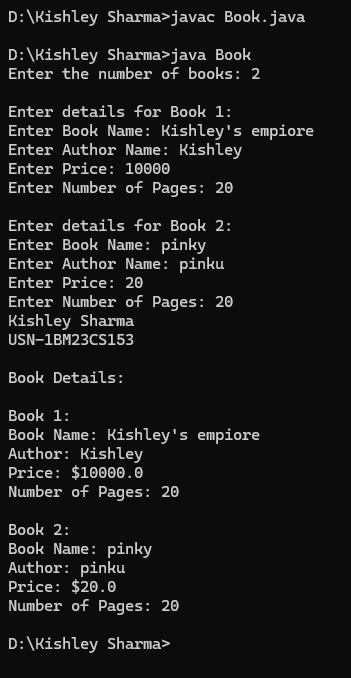 D:\Kishley Sharma>javac Book.java
D:\Kishley Sharma>java Book
Enter the number of books: 2
Enter details for Book 1:
Enter Book Name: Kishley's empiore
Enter Author Name: Kishley
Enter Price: 10000
Enter Number of Pages: 20
Enter details for Book 2:
Enter Book Name: pinky
Enter Author Name: pinku
Enter Price: 20
Enter Number of Pages: 20
Kishley Sharma
USN-1BM23CS153
Book Details:
Book 1:
Book Name: Kishley's empiore
Author: Kishley
Price: $10000.0
Number of Pages: 20
Book 2:
Book Name: pinky
Author: pinku
Price: $20.0
Number of Pages: 20
D:\Kishley Sharma>